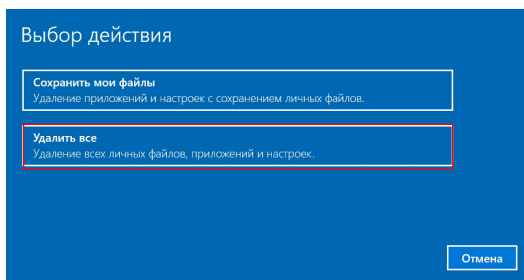 Выбор действия
Сохранить мои файлы
Удаление приложений и настроек с сохранением личных файлов.
Удалить все
Удаление всех личных файлов, приложений и настроек.
Отмена